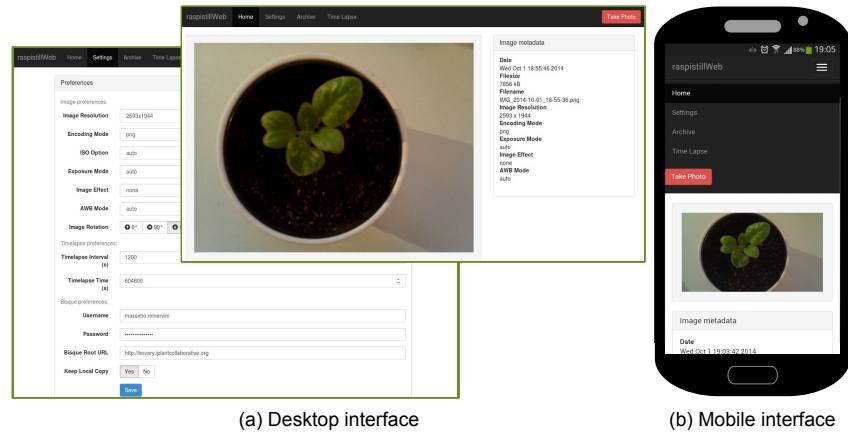 raspistillWeb Home Settings Archive Time Lapse Take Photo
Image metadata
Date
Wed Oct 1 18:55:46 2014
Filesize
7856 kB
Filename
IMG_2014-10-01_18-55-36.png
Image Resolution
2593 x 1944
Encoding Mode
png
Exposure Mode
auto
Image Effect
none
AWB Mode
auto
raspistillWeb Home Settings Archive Time Lapse
Preferences
Image preferences:
Image Resolution 2593x1944
Encoding Mode png
ISO Option auto
Exposure Mode auto
Image Effect none
AWB Mode auto
Image Rotation 0° 90°
Timelapse preferences:
Timelapse Interval 1200
(s)
Timelapse Time 604800
(s)
Bisque preferences:
Username massimo.minervini
Password
Bisque Root URL http://bovary.iplantcollaborative.org
Keep Local Copy Yes No
Save
(a) Desktop interface
88% 19:05
raspistillWeb
Home
Settings
Archive
Time Lapse
Take Photo
Image metadata
Date
Wed Oct 1 19:03:42 2014
(b) Mobile interface